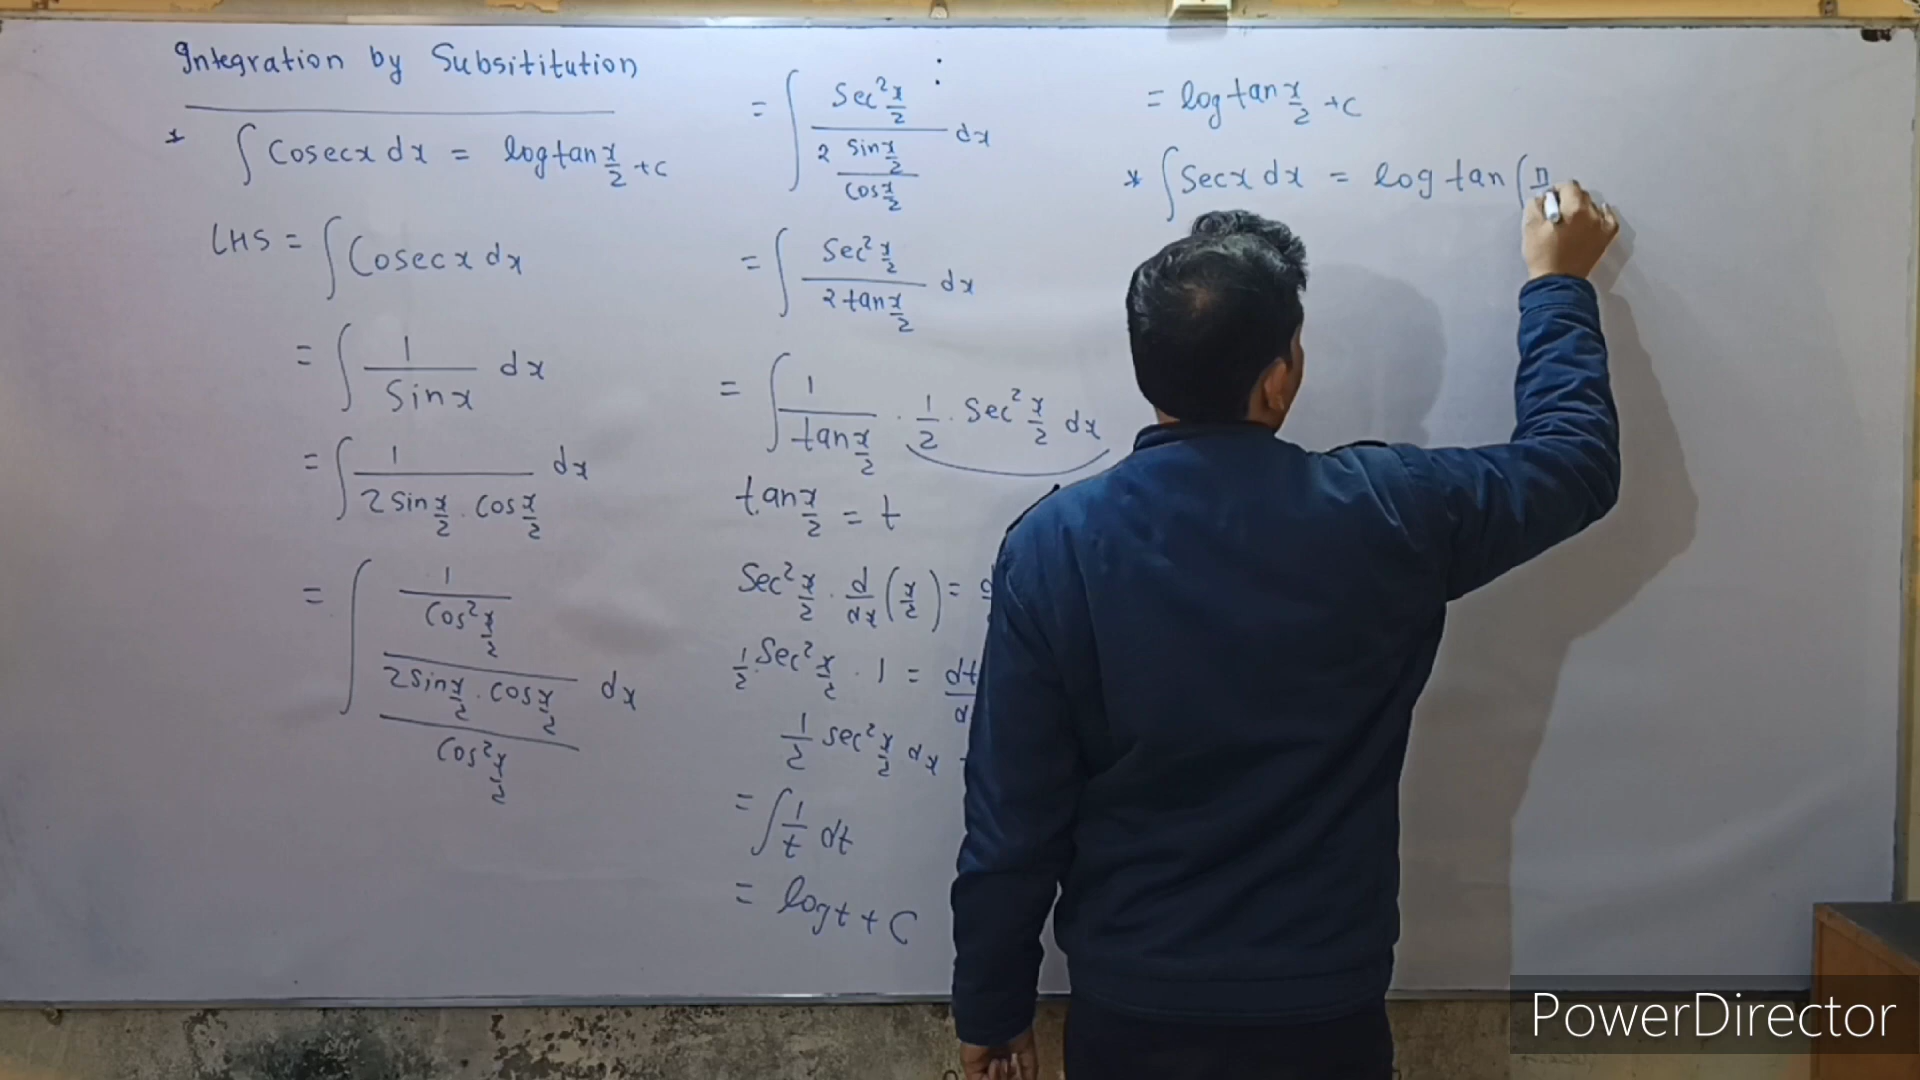 Integration by Subsititution
* ∫ Cosecx dx = log tan x/2 + c
LHS = ∫ Cosecx dx
= ∫ 1/Sinx dx
= ∫ 1/(2 Sin x/2 . Cos x/2) dx
= ∫ (1/Cos² x/2)/((2 Sin x/2 . Cos x/2)/(Cos² x/2)) dx
= ∫ (Sec² x/2)/(2 (Sin x/2)/(Cos x/2)) dx
= ∫ (Sec² x/2)/(2 tan x/2) dx
= ∫ 1/(tan x/2) . 1/2 . Sec² x/2 dx
tan x/2 = t
Sec² x/2 . d/dx (x/2) =
1/2 . Sec² x/2 . 1 = dt
1/2 sec² x/2 dx
= ∫ 1/t dt
= log t + C
= log tan x/2 + c
* ∫ Secx dx = log tan (π
PowerDirector